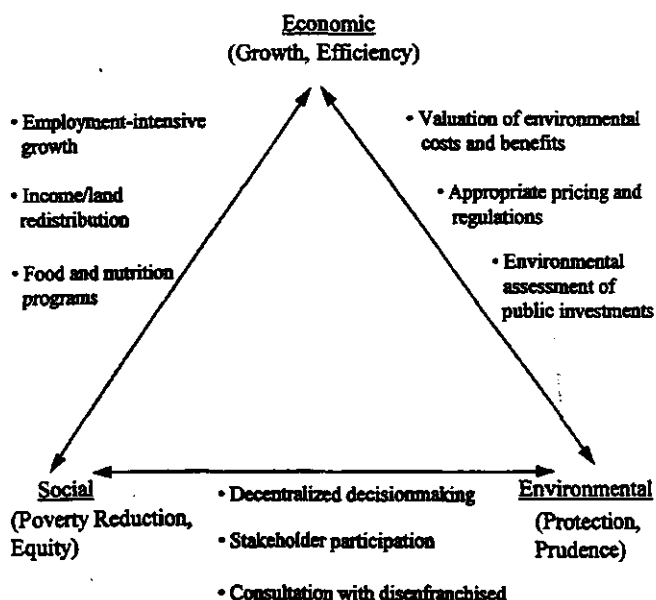 Economic
(Growth, Efficiency)
• Employment-intensive
growth
• Income/land
redistribution
• Food and nutrition
programs
• Valuation of environmental
costs and benefits
• Appropriate pricing and
regulations
• Environmental
assessment of
public investments
Social
(Poverty Reduction,
Equity)
• Decentralized decisionmaking
• Stakeholder participation
• Consultation with disenfranchised
Environmental
(Protection,
Prudence)